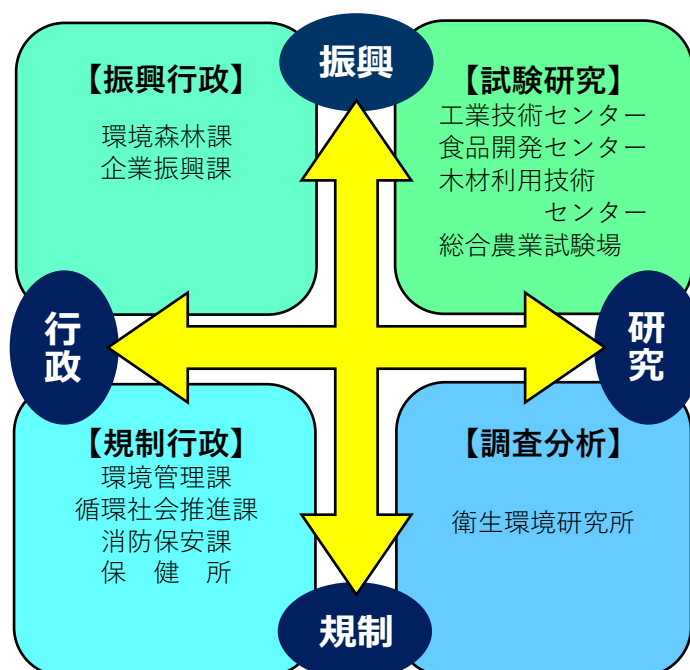 振興
【振興行政】
環境森林課
企業振興課
【試験研究】
工業技術センター
食品開発センター
木材利用技術
センター
総合農業試験場
行政
研究
【規制行政】
環境管理課
循環社会推進課
消防保安課
保　健　所
【調査分析】
衛生環境研究所
規制